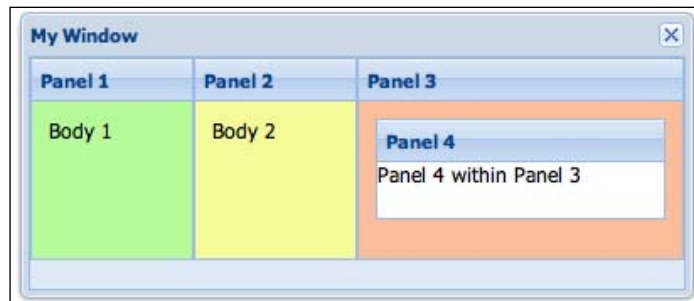 My Window
Panel 1
Panel 2
Panel 3
Body 1
Body 2
Panel 4
Panel 4 within Panel 3